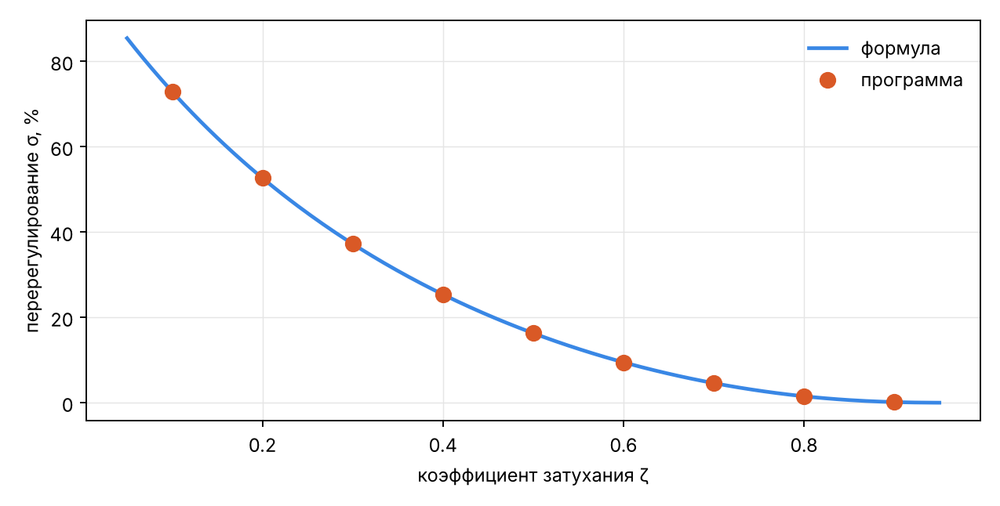 формула
программа
перерегулирование σ, %
80
60
40
20
0
0.2
0.4
0.6
0.8
коэффициент затухания ζ